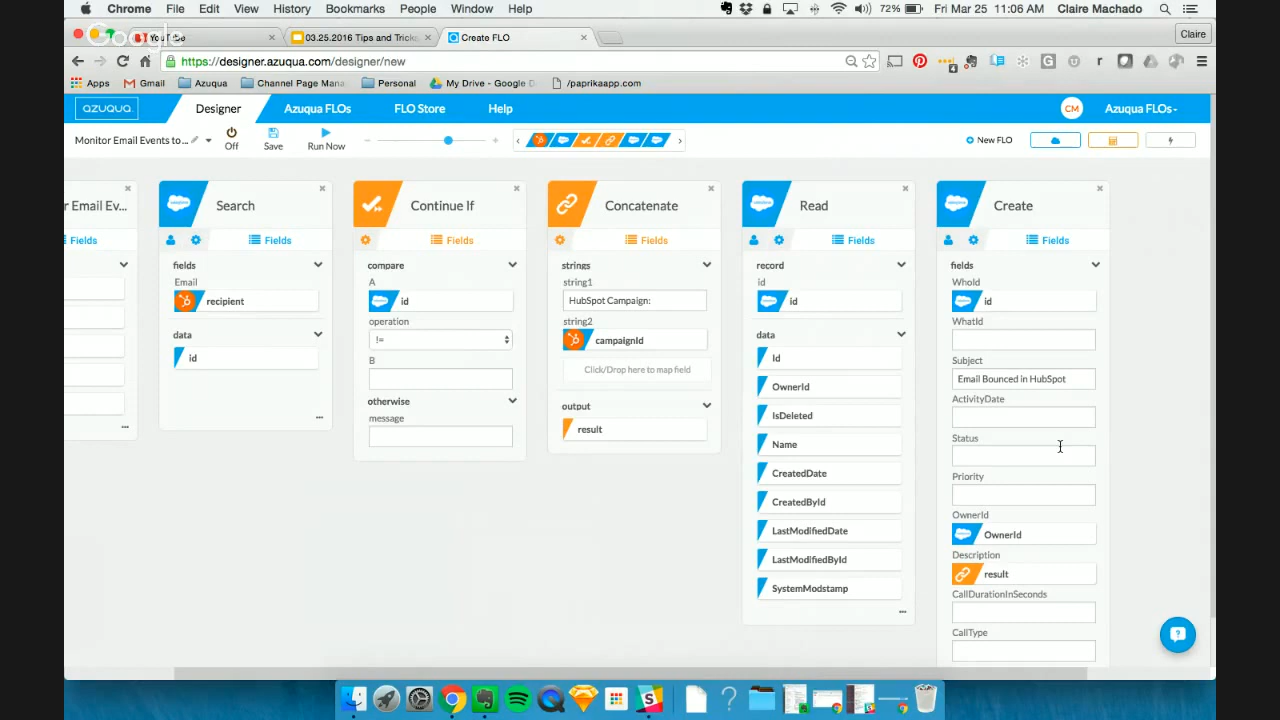 Chrome File Edit View History Bookmarks People Window Help 72% Fri Mar 25 11:06 AM Claire Machado
Google
YouTube 03.25.2016 Tips and Tricks Create FLO Claire
https://designer.azuqua.com/designer/new
Apps Gmail Azuqua Channel Page Mana Personal My Drive - Google D /paprikaapp.com
AZUQUA Designer Azuqua FLOs FLO Store Help CM Azuqua FLOs
Monitor Email Events to ... Off Save Run Now New FLO
r Email Ev...
Fields
Search
Fields
fields
Email
recipient
data
id
Continue If
Fields
compare
A
id
operation
!=
B
otherwise
message
Concatenate
Fields
strings
string1
HubSpot Campaign:
string2
campaignId
Click/Drop here to map field
output
result
Read
Fields
record
id
id
data
Id
OwnerId
IsDeleted
Name
CreatedDate
CreatedById
LastModifiedDate
LastModifiedById
SystemModstamp
Create
Fields
fields
WhoId
id
WhatId
Subject
Email Bounced in HubSpot
ActivityDate
Status
Priority
OwnerId
OwnerId
Description
result
CallDurationInSeconds
CallType